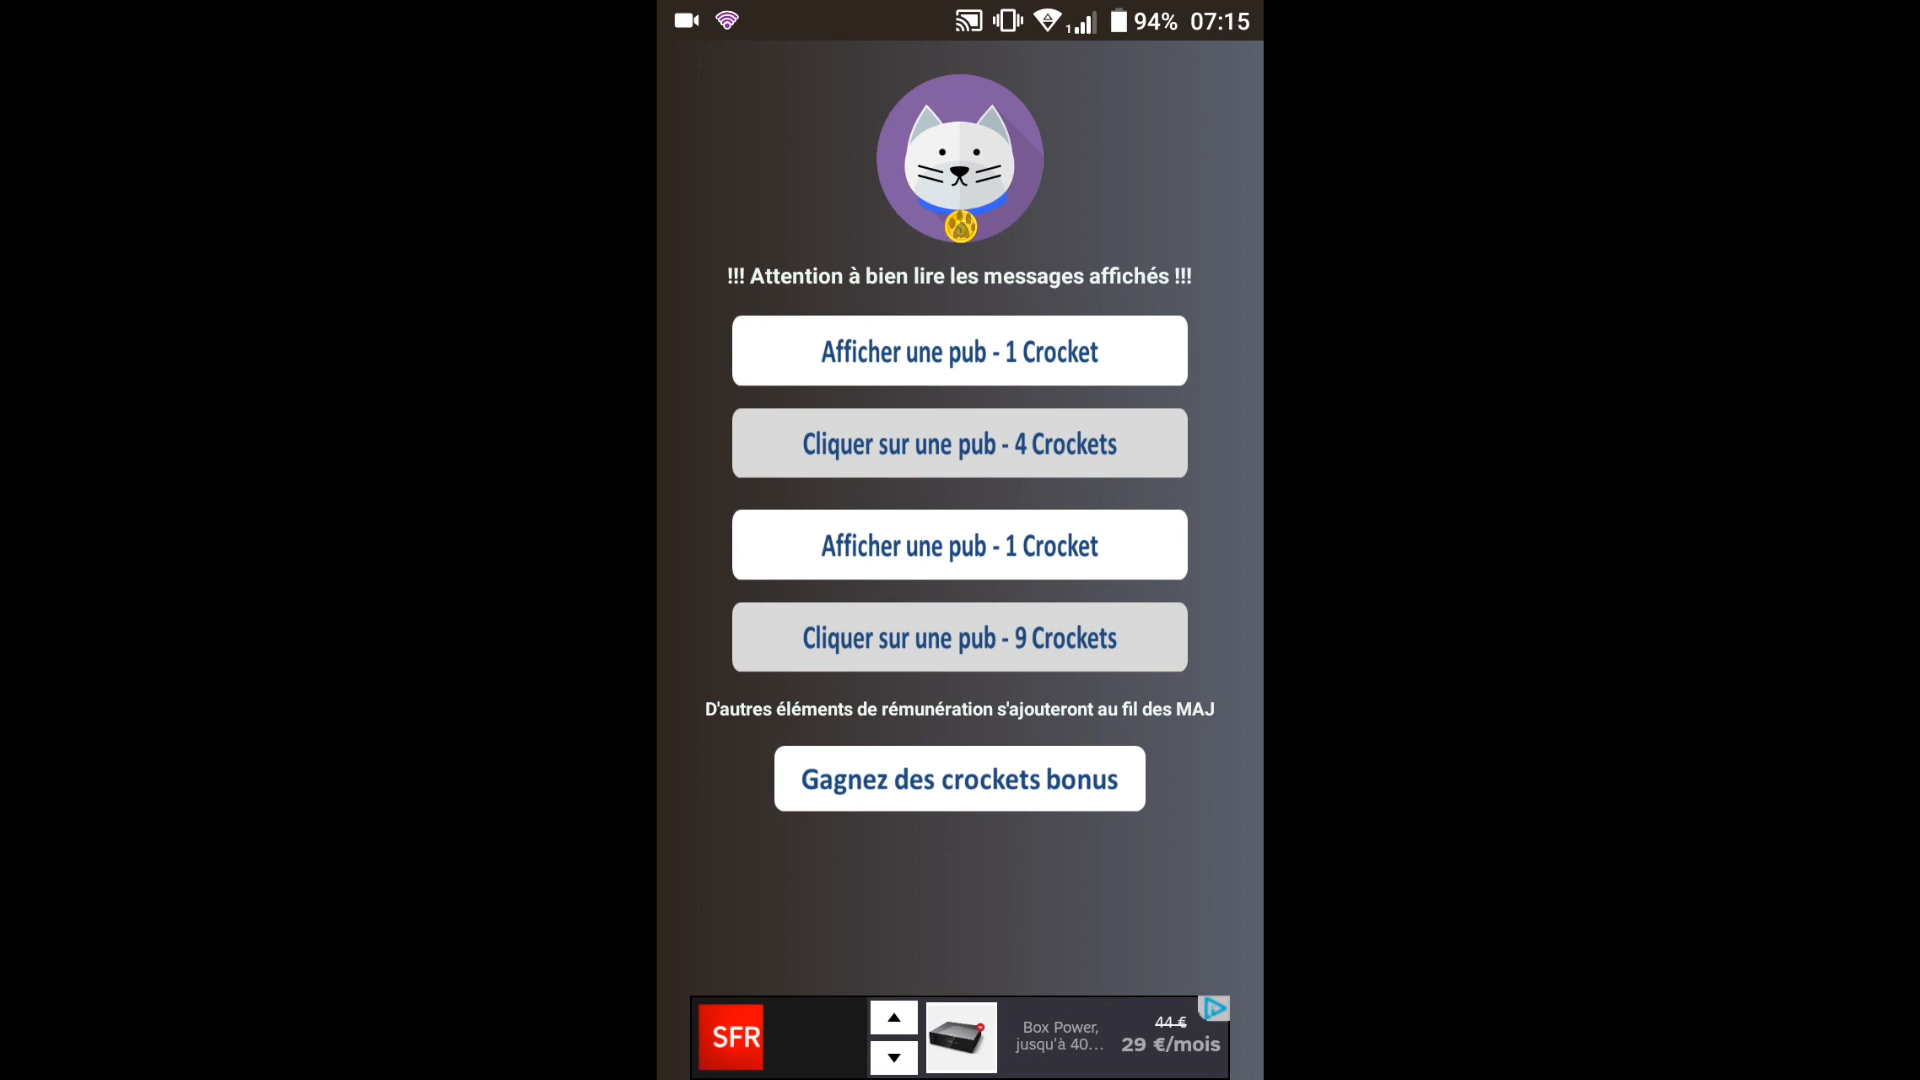 1 94% 07:15
!!! Attention à bien lire les messages affichés !!!
Afficher une pub - 1 Crocket
Cliquer sur une pub - 4 Crockets
Afficher une pub - 1 Crocket
Cliquer sur une pub - 9 Crockets
D'autres éléments de rémunération s'ajouteront au fil des MAJ
Gagnez des crockets bonus
SFR
Box Power,
jusqu'à 40...
44 €
29 €/mois